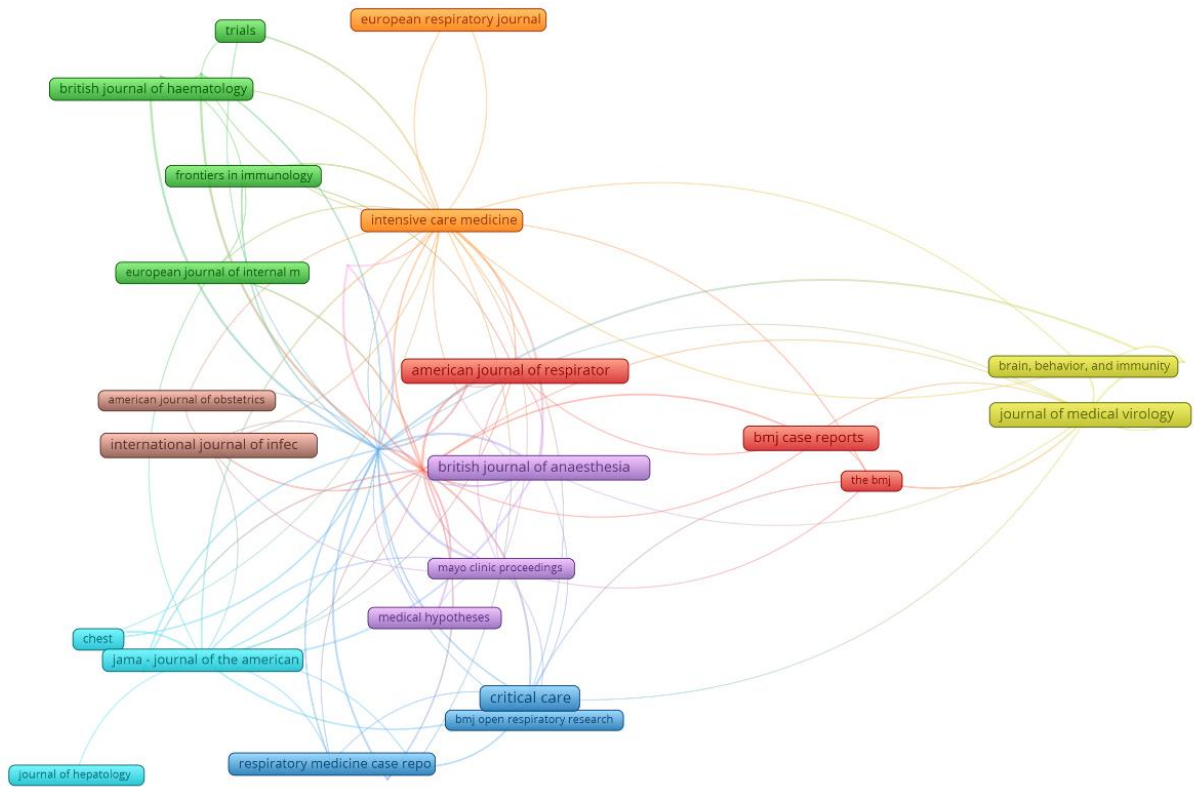 european respiratory journal
trials
british journal of haematology
frontiers in immunology
intensive care medicine
european journal of internal m
brain, behavior, and immunity
american journal of respirator
american journal of obstetrics
journal of medical virology
bmj case reports
international journal of infec
british journal of anaesthesia
the bmj
mayo clinic proceedings
medical hypotheses
chest
jama - journal of the american
critical care
bmj open respiratory research
respiratory medicine case repo
journal of hepatology